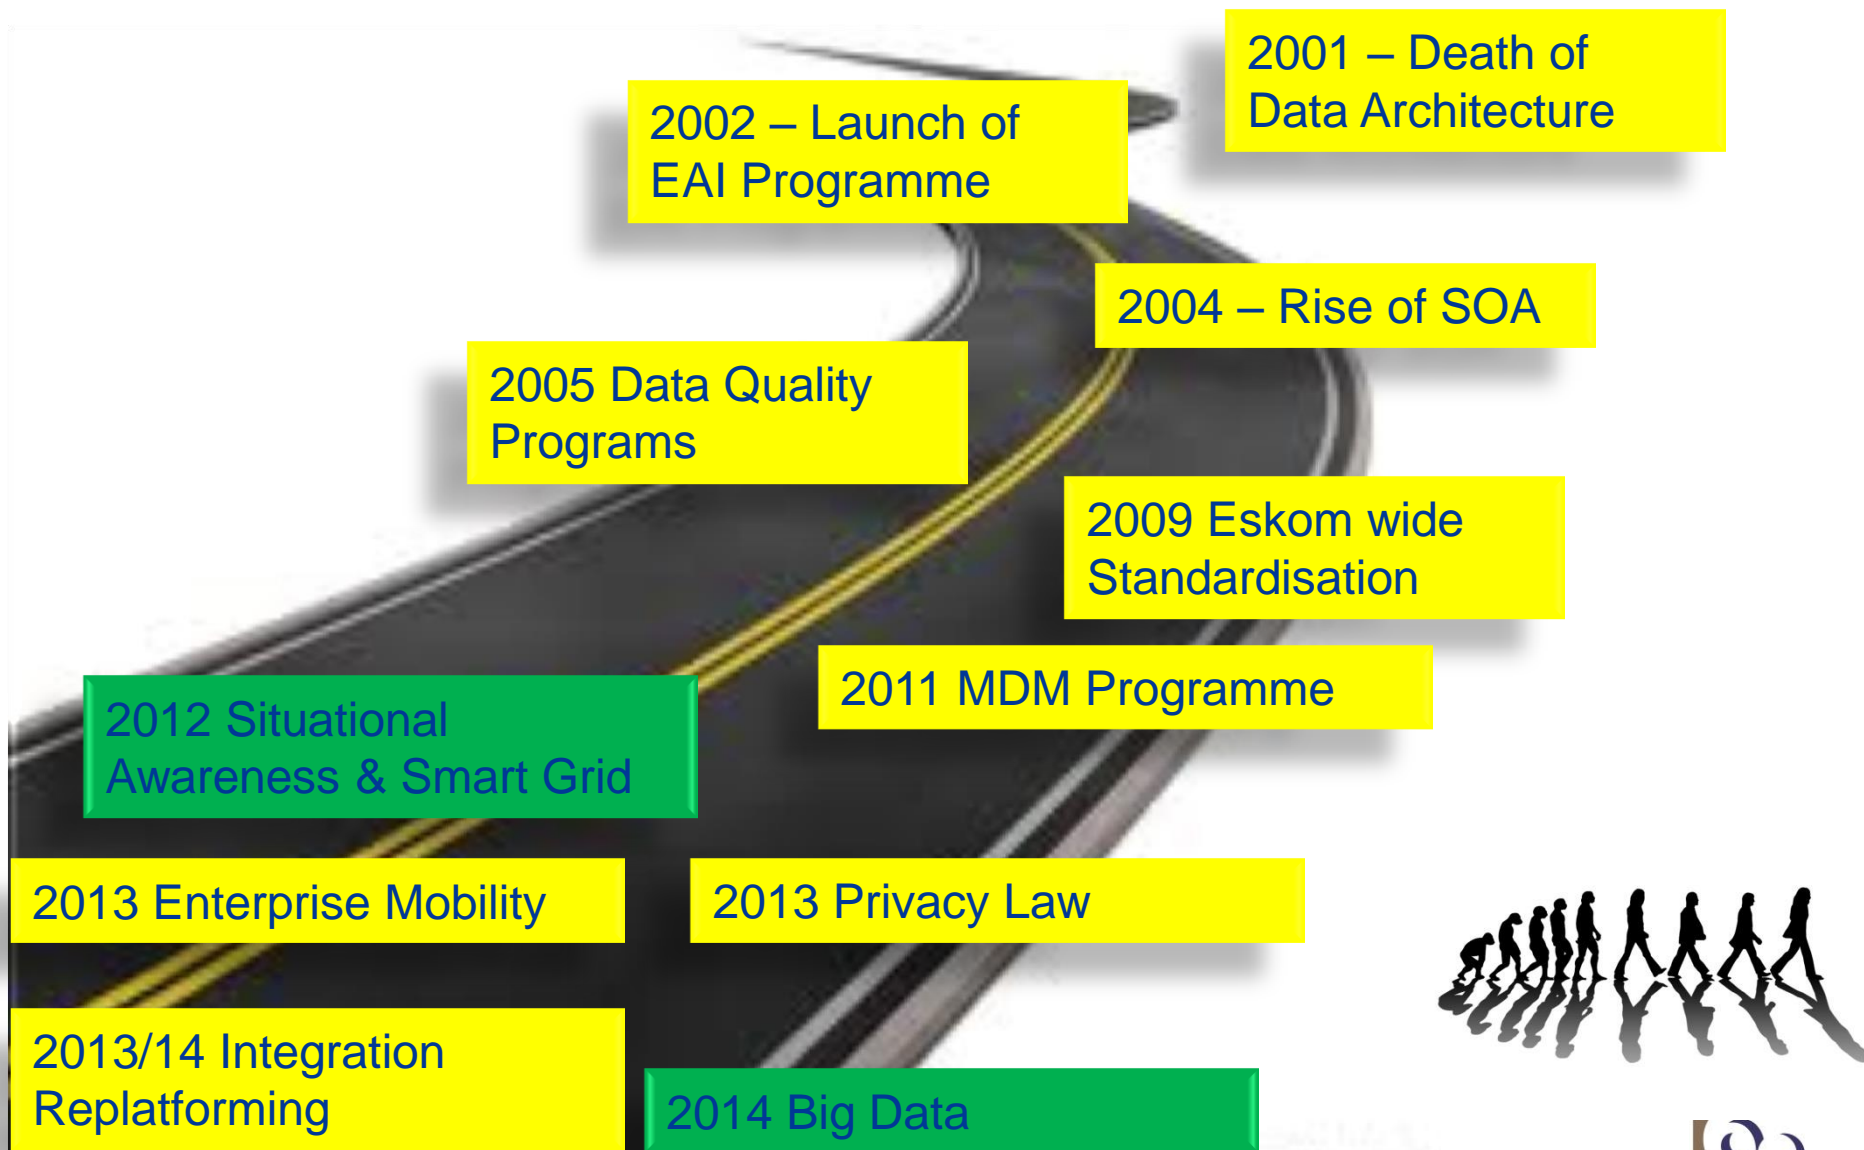 2001 – Death of
Data Architecture
2002 – Launch of
EAI Programme
2004 – Rise of SOA
2005 Data Quality
Programs
2009 Eskom wide
Standardisation
2011 MDM Programme
2012 Situational
Awareness & Smart Grid
2013 Enterprise Mobility
2013 Privacy Law
2013/14 Integration
Replatforming
2014 Big Data